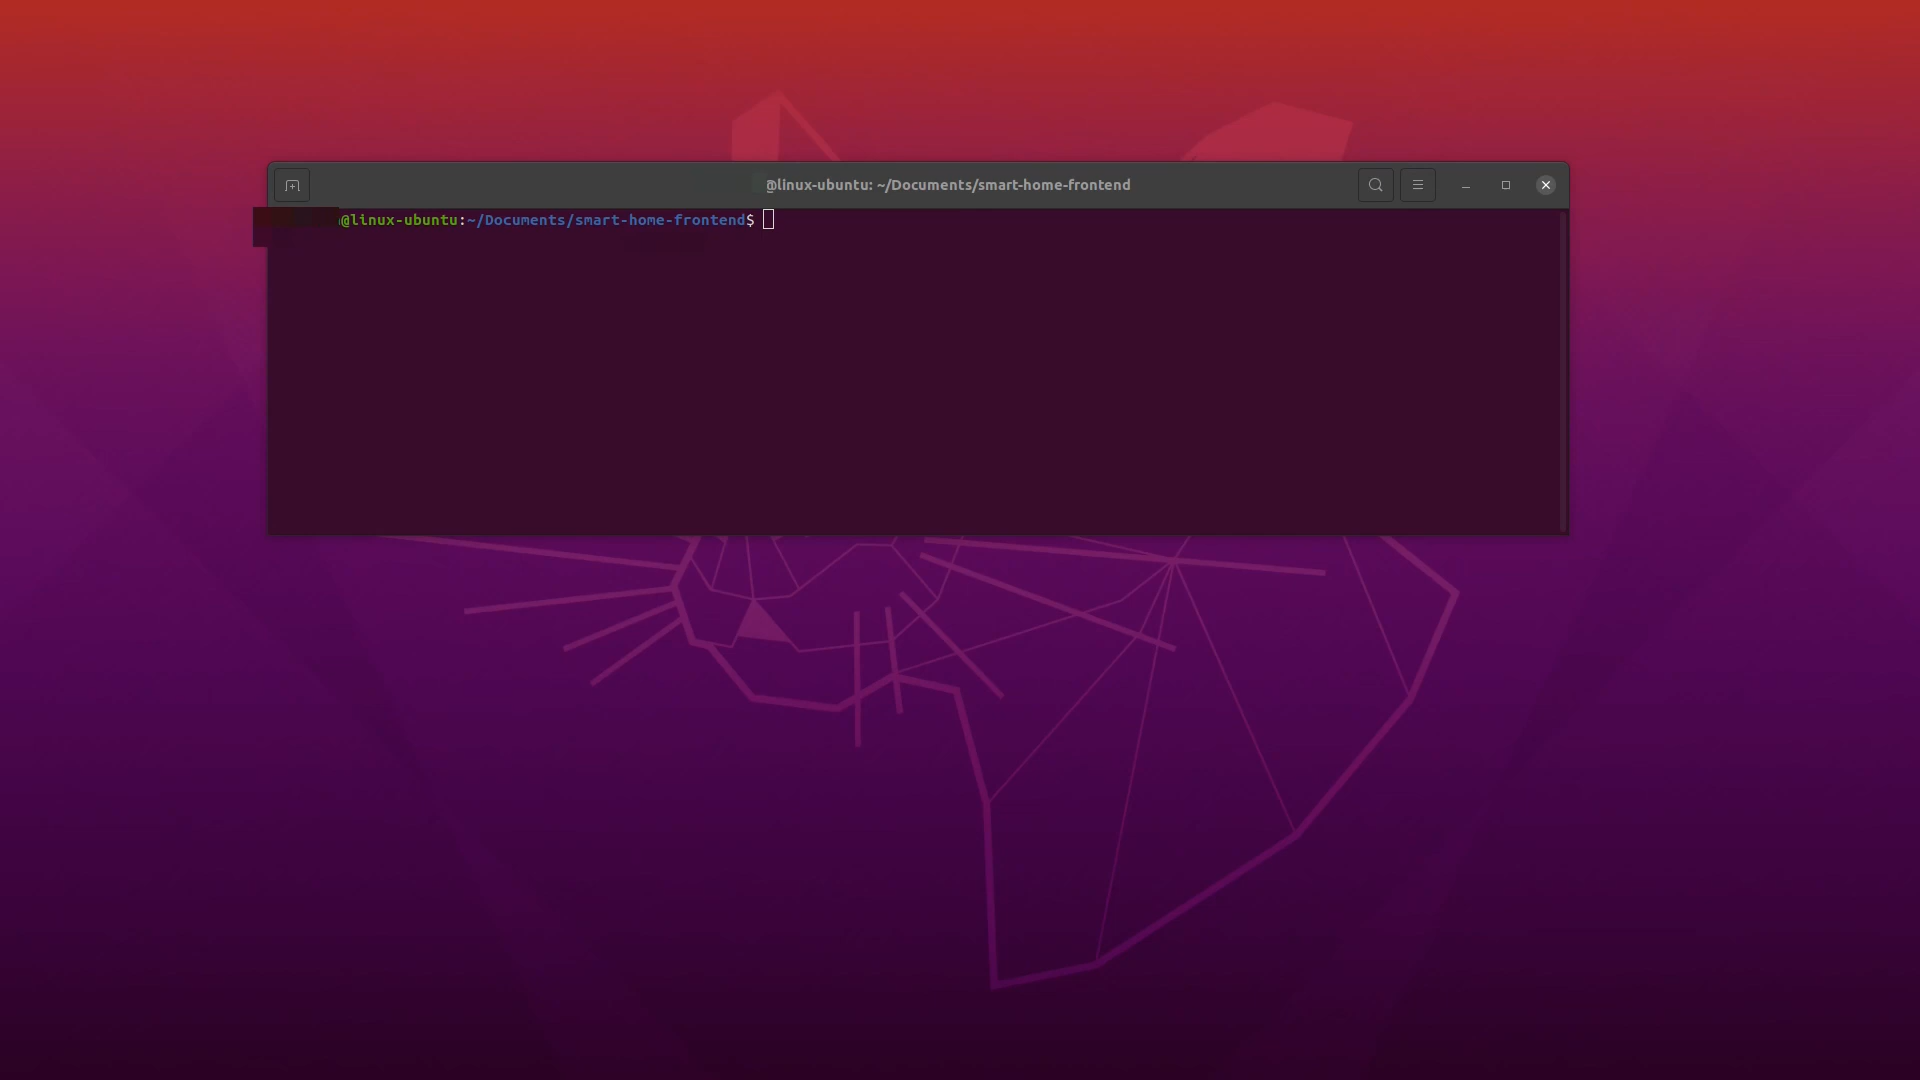 @linux-ubuntu: ~/Documents/smart-home-frontend
@linux-ubuntu:~/Documents/smart-home-frontend$